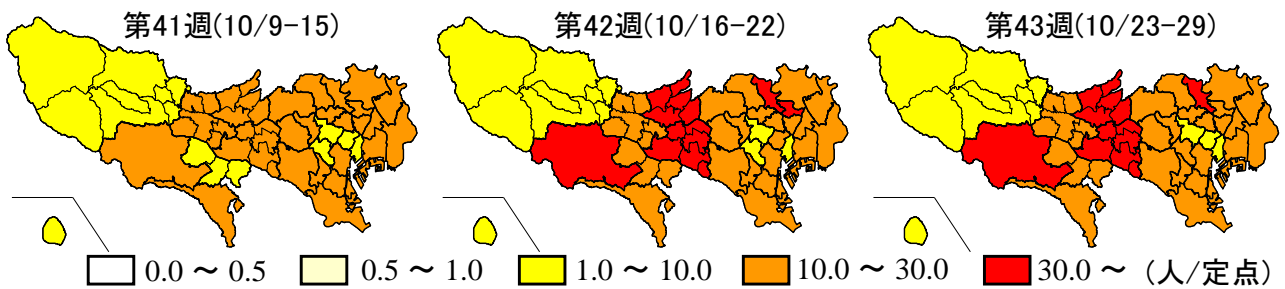 第41週(10/9-15) 第42週(10/16-22) 第43週(10/23-29)
0.0 ～ 0.5 0.5 ～ 1.0 1.0 ～ 10.0 10.0 ～ 30.0 30.0 ～ (人/定点)